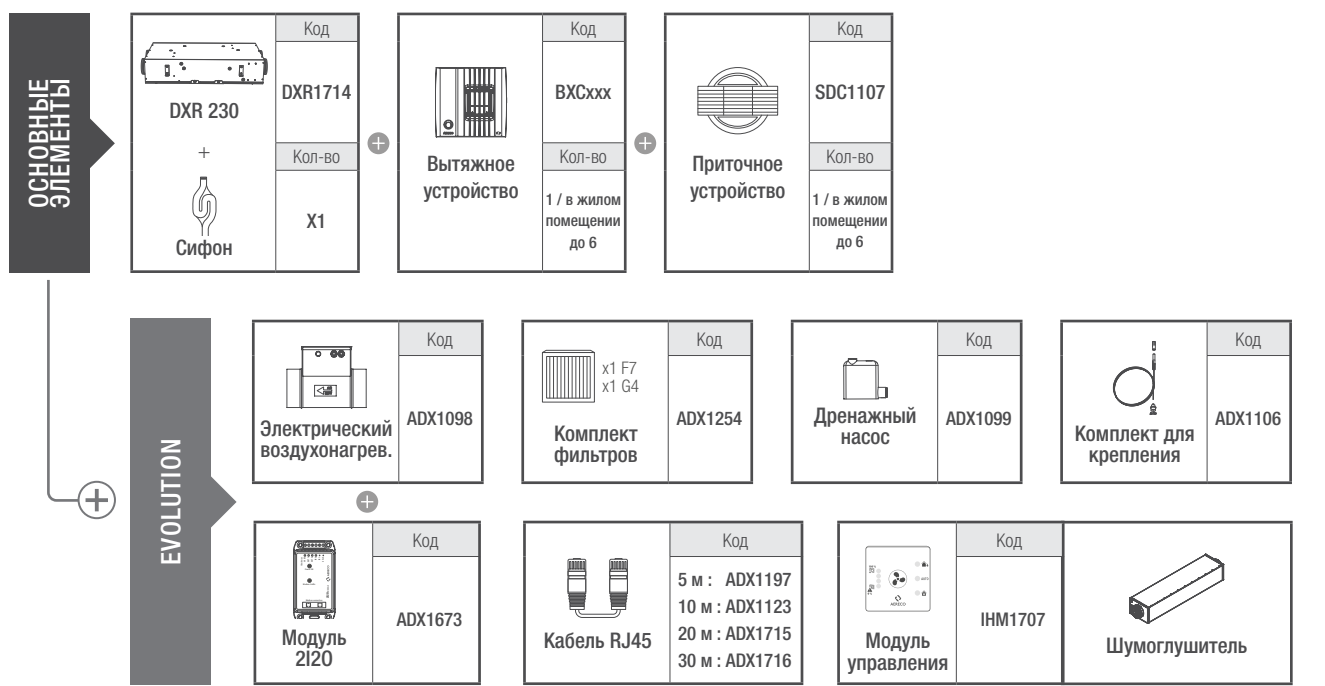 ОСНОВНЫЕ
ЭЛЕМЕНТЫ
DXR 230
+
Сифон
Код
DXR1714
Кол-во
X1
+
Вытяжное
устройство
Код
BXCxxx
Кол-во
1 / в жилом
помещении
до 6
+
Приточное
устройство
Код
SDC1107
Кол-во
1 / в жилом
помещении
до 6
+
EVOLUTION
Электрический
воздухонагрев.
Код
ADX1098
x1 F7
x1 G4
Комплект
фильтров
Код
ADX1254
Дренажный
насос
Код
ADX1099
Комплект для
крепления
Код
ADX1106
+
Модуль
2I2O
Код
ADX1673
Кабель RJ45
Код
5 м : ADX1197
10 м : ADX1123
20 м : ADX1715
30 м : ADX1716
AUTO
AERECO
Модуль
управления
Код
IHM1707
Шумоглушитель